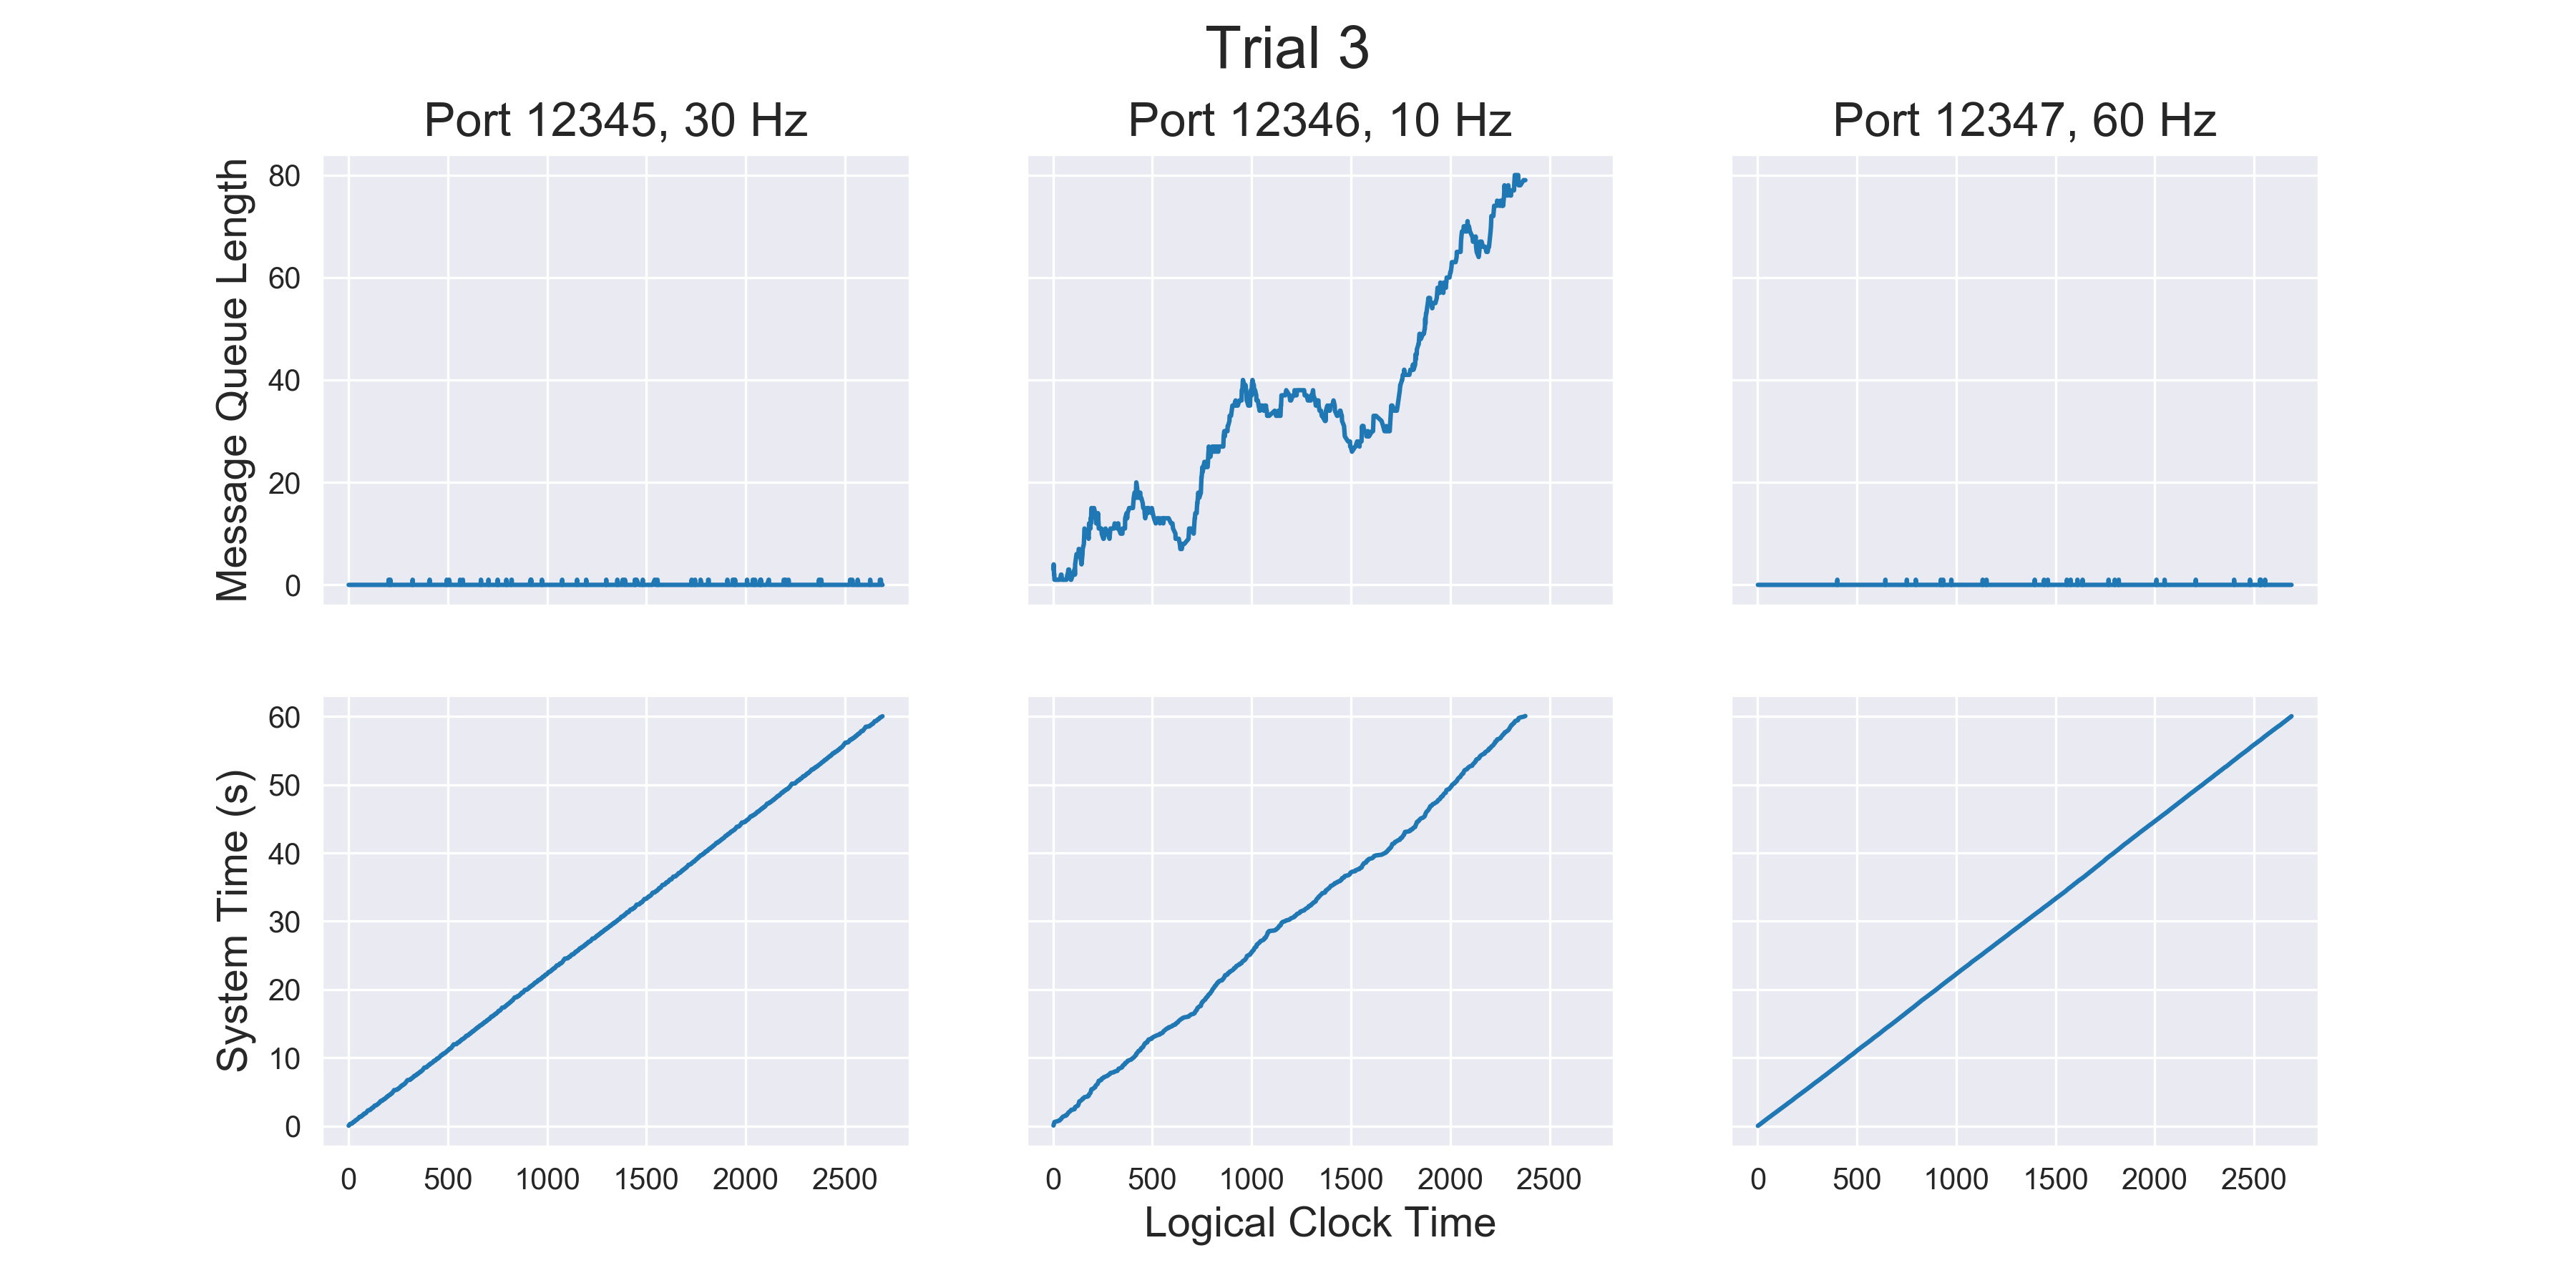 Trial 3
Port 12345, 30 Hz
Port 12346, 10 Hz
Port 12347, 60 Hz
Message Queue Length
80
60
40
20
0
System Time (s)
60
50
40
30
20
10
0
0 500 1000 1500 2000 2500
0 500 1000 1500 2000 2500
0 500 1000 1500 2000 2500
Logical Clock Time